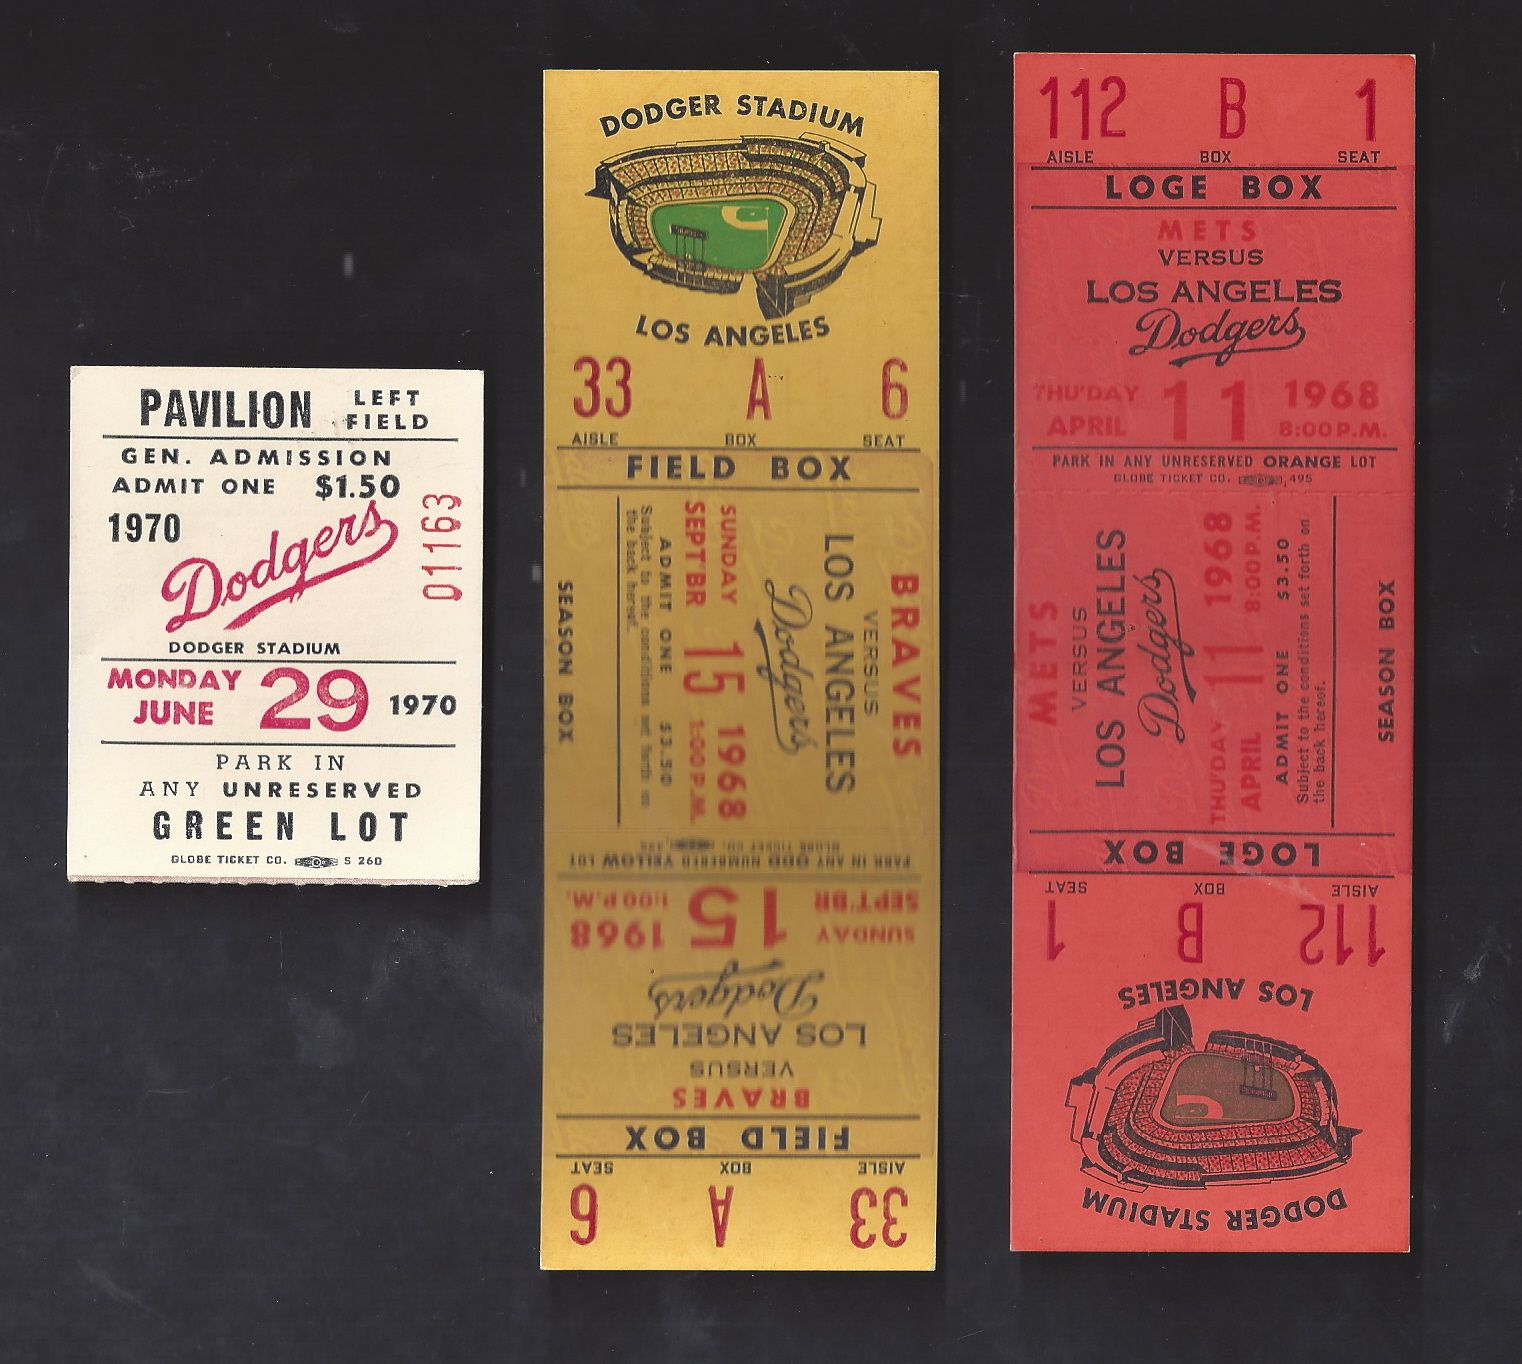 PAVILION LEFT FIELD
GEN. ADMISSION
ADMIT ONE $1.50
1970
Dodgers
01163
DODGER STADIUM
MONDAY JUNE 29 1970
PARK IN
ANY UNRESERVED
GREEN LOT
GLOBE TICKET CO. S 260
DODGER STADIUM
LOS ANGELES
33 A 6
AISLE BOX SEAT
FIELD BOX
BRAVES
VERSUS
LOS ANGELES
Dodgers
SUNDAY
SEPT'BR 15 1968
1:00 P.M.
ADMIT ONE $3.50
Subject to the conditions set forth on
the back hereof.
SEASON BOX
PARK IN ANY ODD NUMBERED YELLOW LOT
GLOBE TICKET CO.
SUNDAY
SEPT'BR 15 1968
1:00 P.M.
Dodgers
LOS ANGELES
VERSUS
BRAVES
FIELD BOX
AISLE BOX SEAT
33 A 6
112 B 1
AISLE BOX SEAT
LOGE BOX
METS
VERSUS
LOS ANGELES
Dodgers
THU'DAY
APRIL 11 1968
8:00 P.M.
PARK IN ANY UNRESERVED ORANGE LOT
GLOBE TICKET CO. 495
METS
VERSUS
LOS ANGELES
Dodgers
THU'DAY
APRIL 11 1968
8:00 P.M.
ADMIT ONE $3.50
Subject to the conditions set forth on
the back hereof.
SEASON BOX
LOGE BOX
AISLE BOX SEAT
112 B 1
LOS ANGELES
DODGER STADIUM